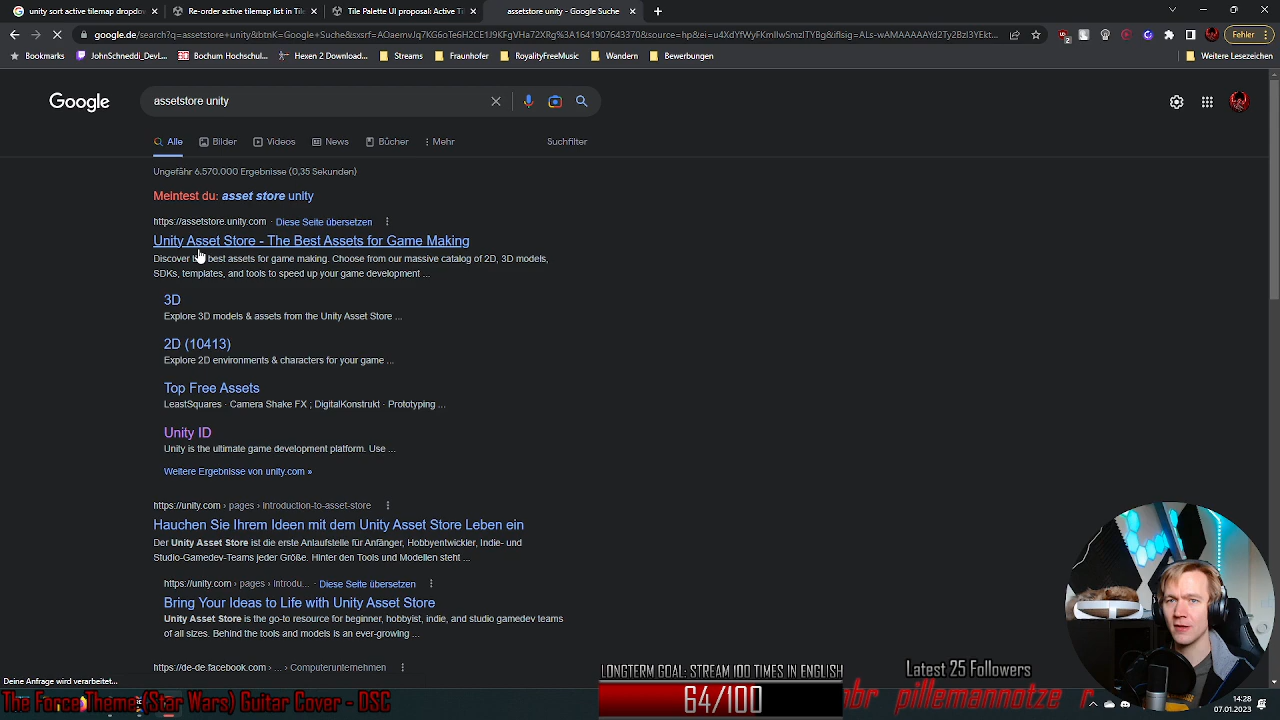 unity sort active tilemap dropbo
Re-order active tilemap list in Tile
Tile Palette UI proposal: Active Til
assetstore unity - Google Suche
google.de/search?q=assetstore+unity&btnK=Google+Suche&sxsrf=
Fehler
Bookmarks
JohnSchedd_Dev...
Bochum Hochschul...
Hexen 2 Download...
Streams
Fraunhofer
RoyalityFreeMusic
Wandern
Bewerbungen
Weitere Lesezeichen
Google
assetstore unity
Alle
Bilder
Videos
News
Bücher
Mehr
Suchfilter
Ungefähr 6.570.000 Ergebnisse (0,35 Sekunden)
Meintest du: asset store unity
https://assetstore.unity.com · Diese Seite übersetzen
Unity Asset Store - The Best Assets for Game Making
Discover best assets for game making. Choose from our massive catalog of 2D, 3D models,
SDKs, templates, and tools to speed up your game development ...
3D
Explore 3D models & assets from the Unity Asset Store ...
2D (10413)
Explore 2D environments & characters for your game ...
Top Free Assets
LeastSquares · Camera Shake FX ; DigitalKonstrukt · Prototyping ...
Unity ID
Unity is the ultimate game development platform. Use ...
Weitere Ergebnisse von unity.com »
https://unity.com › pages › introduction-to-asset-store
Hauchen Sie Ihrem Ideen mit dem Unity Asset Store Leben ein
Der Unity Asset Store ist die erste Anlaufstelle für Anfänger, Hobbyentwickler, Indie- und
Studio-Gamedev-Teams jeder Größe. Hinter den Tools und Modellen steht ...
https://unity.com › pages › Introdu... · Diese Seite übersetzen
Bring Your Ideas to Life with Unity Asset Store
Unity Asset Store is the go-to resource for beginner, hobbyist, indie, and studio gamedev teams
of all sizes. Behind the tools and models is an ever-growing ...
https://de-de.facebook.com › ... › Computerunternehmen
Deine Anfrage wird verarbeitet...
LONGTERM GOAL: STREAM 100 TIMES IN ENGLISH
64/100
Latest 25 Followers
pillemannotze
The Force Theme (Star Wars) Guitar Cover - DSC
14:28
07.01.2023